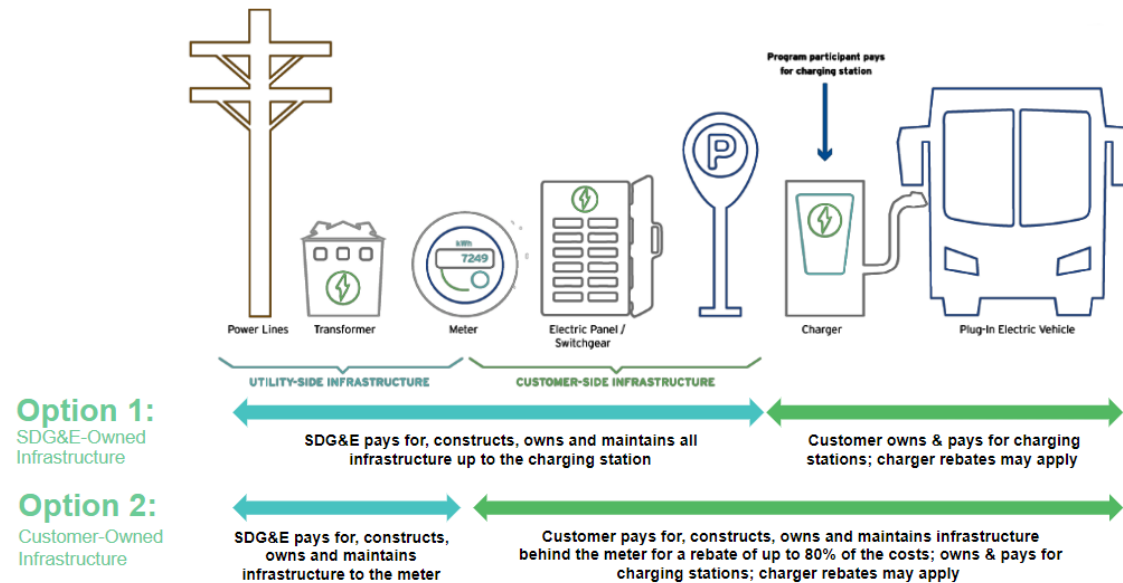 Program participant pays
for charging station
P
kWh
7249
Power Lines
Transformer
Meter
Electric Panel /
Switchgear
Charger
Plug-In Electric Vehicle
UTILITY-SIDE INFRASTRUCTURE
CUSTOMER-SIDE INFRASTRUCTURE
Option 1:
SDG&E-Owned
Infrastructure
SDG&E pays for, constructs, owns and maintains all
infrastructure up to the charging station
Customer owns & pays for charging
stations; charger rebates may apply
Option 2:
Customer-Owned
Infrastructure
SDG&E pays for, constructs,
owns and maintains
infrastructure to the meter
Customer pays for, constructs, owns and maintains infrastructure
behind the meter for a rebate of up to 80% of the costs; owns & pays for
charging stations; charger rebates may apply